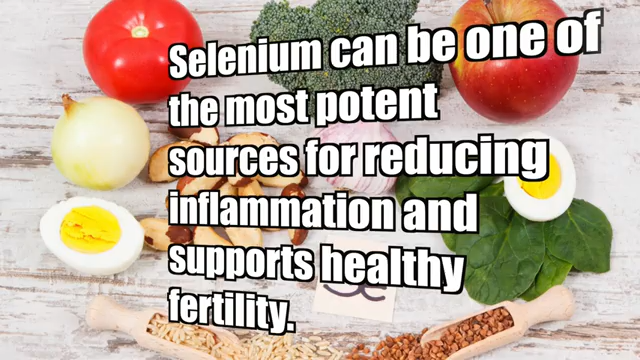 Selenium can be one of
the most potent
sources for reducing
inflammation and
supports healthy
fertility.